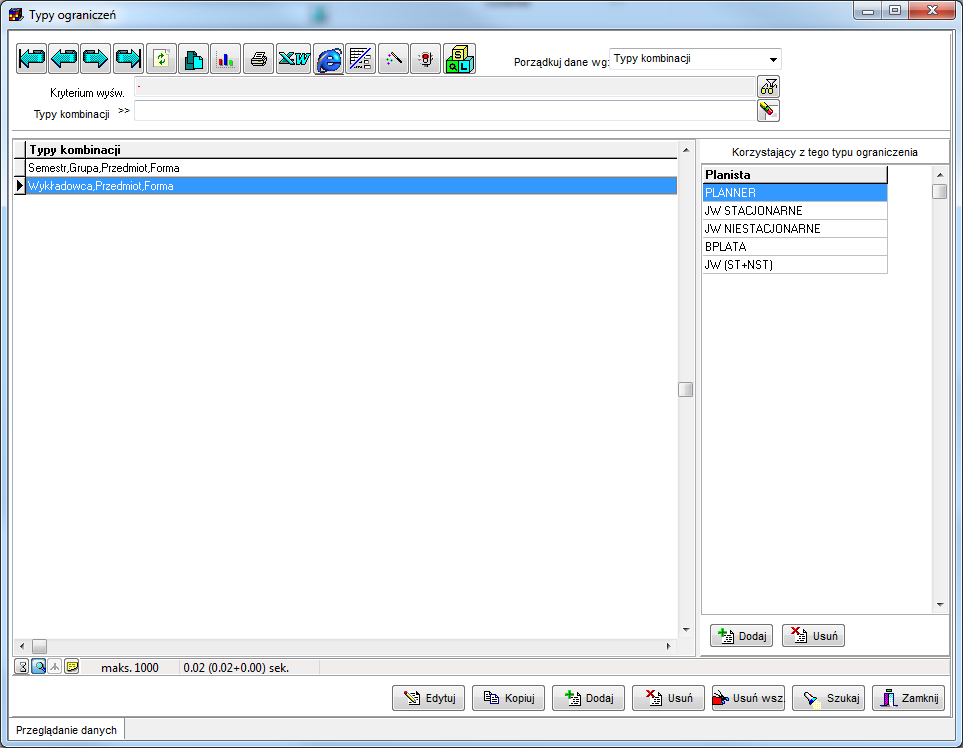 Typy ograniczeń
XW
SQL
Porządkuj dane wg: Typy kombinacji
Kryterium wyśw.
Typy kombinacji >>
Typy kombinacji
Semestr,Grupa,Przedmiot,Forma
Wykładowca,Przedmiot,Forma
Korzystający z tego typu ograniczenia
Planista
PLANNER
JW STACJONARNE
JW NIESTACJONARNE
BPLATA
JW (ST+NST)
Dodaj Usuń
maks. 1000 0.02 (0.02+0.00) sek.
Edytuj Kopiuj Dodaj Usuń Usuń wsz Szukaj Zamknij
Przeglądanie danych